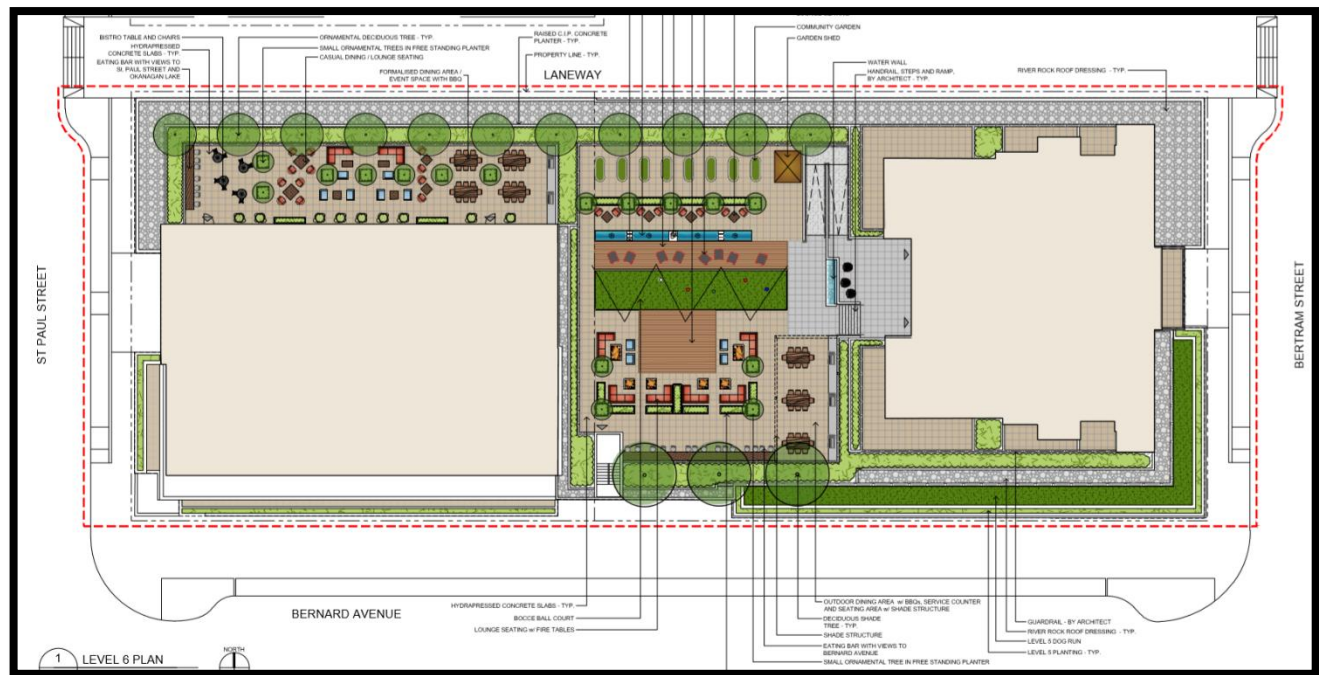 BISTRO TABLE AND CHAIRS
HYDRAPRESSED
CONCRETE SLABS - TYP.
EATING BAR WITH VIEWS TO
St. PAUL STREET AND
OKANAGAN LAKE
ORNAMENTAL DECIDUOUS TREE - TYP.
SMALL ORNAMENTAL TREES IN FREE STANDING PLANTER
CASUAL DINING / LOUNGE SEATING
FORMALISED DINING AREA /
EVENT SPACE WITH BBQ
RAISED C.I.P. CONCRETE
PLANTER - TYP.
PROPERTY LINE - TYP.
LANEWAY
COMMUNITY GARDEN
GARDEN SHED
WATER WALL
HANDRAIL, STEPS AND RAMP,
BY ARCHITECT - TYP.
RIVER ROCK ROOF DRESSING - TYP.
ST PAUL STREET
BERTRAM STREET
HYDRAPRESSED CONCRETE SLABS - TYP.
BOCCE BALL COURT
LOUNGE SEATING w/ FIRE TABLES
OUTDOOR DINING AREA w/ BBQs, SERVICE COUNTER
AND SEATING AREA w/ SHADE STRUCTURE
DECIDUOUS SHADE
TREE - TYP.
SHADE STRUCTURE
EATING BAR WITH VIEWS TO
BERNARD AVENUE
SMALL ORNAMENTAL TREE IN FREE STANDING PLANTER
GUARDRAIL - BY ARCHITECT
RIVER ROCK ROOF DRESSING - TYP.
LEVEL 5 DOG RUN
LEVEL 5 PLANTING - TYP.
BERNARD AVENUE
1 LEVEL 6 PLAN
NORTH